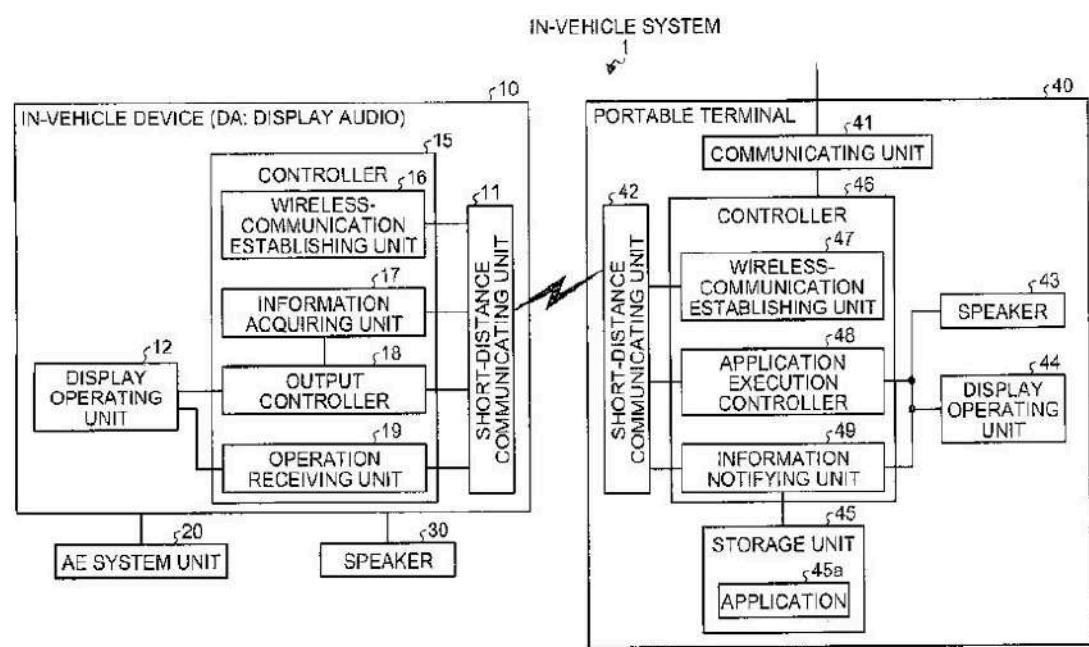 IN-VEHICLE SYSTEM
1
10
IN-VEHICLE DEVICE (DA: DISPLAY AUDIO)
15
CONTROLLER
16
WIRELESS-
COMMUNICATION
ESTABLISHING UNIT
11
SHORT-DISTANCE
COMMUNICATING UNIT
17
INFORMATION
ACQUIRING UNIT
12
DISPLAY
OPERATING
UNIT
18
OUTPUT
CONTROLLER
19
OPERATION
RECEIVING UNIT
20
AE SYSTEM UNIT
30
SPEAKER
40
PORTABLE TERMINAL
41
COMMUNICATING UNIT
42
SHORT-DISTANCE
COMMUNICATING UNIT
46
CONTROLLER
47
WIRELESS-
COMMUNICATION
ESTABLISHING UNIT
43
SPEAKER
48
APPLICATION
EXECUTION
CONTROLLER
44
DISPLAY
OPERATING
UNIT
49
INFORMATION
NOTIFYING UNIT
45
STORAGE UNIT
45a
APPLICATION